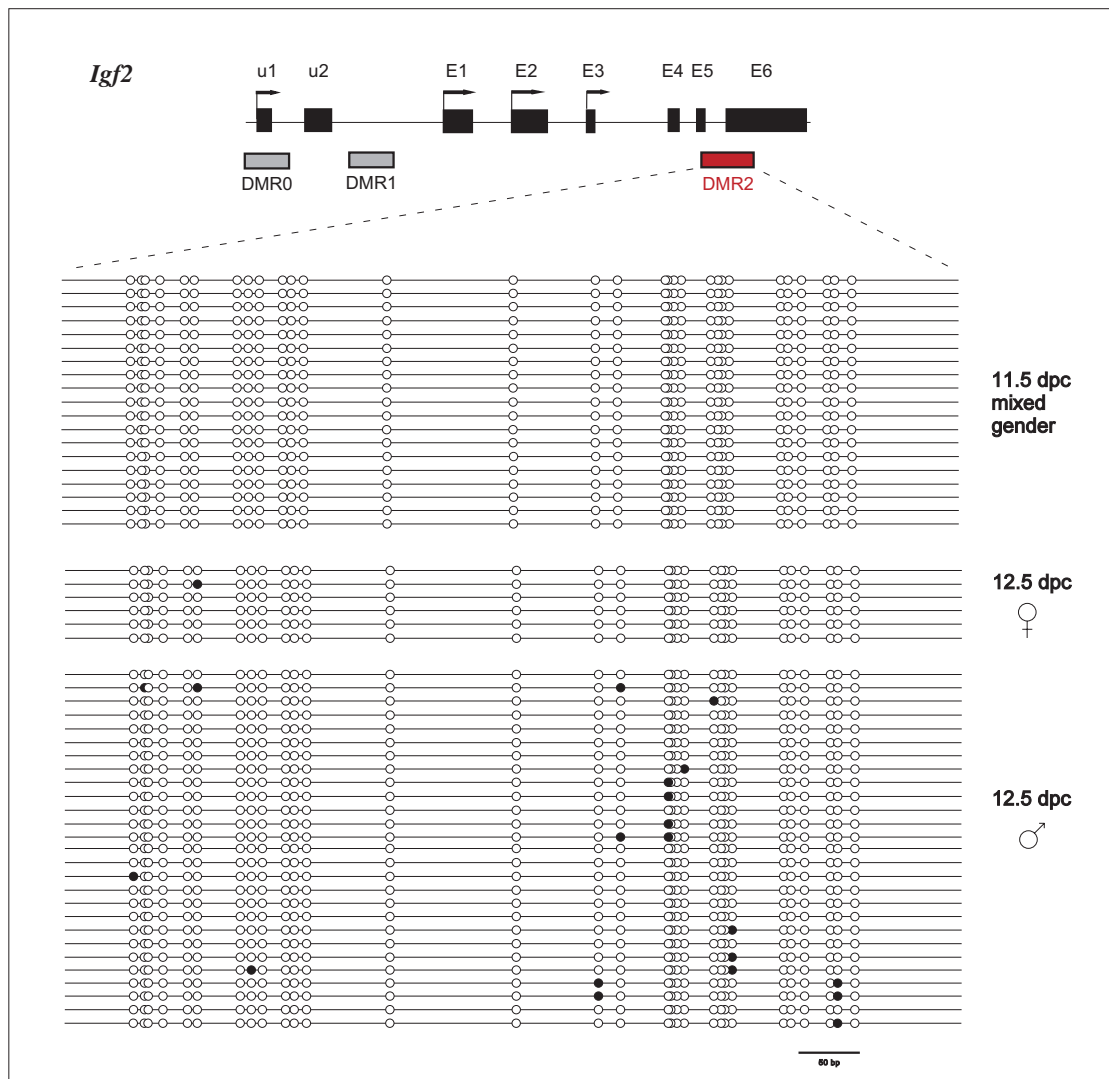 Igf2
u1 u2 E1 E2 E3 E4 E5 E6
DMR0 DMR1 DMR2
11.5 dpc
mixed
gender
12.5 dpc
♀
12.5 dpc
♂
50 bp